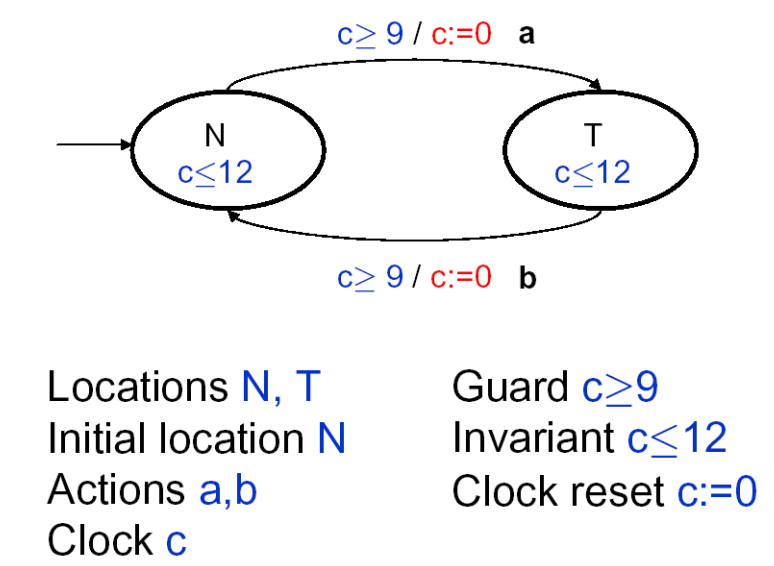 c≥ 9 / c:=0 a
N
c≤12
T
c≤12
c≥ 9 / c:=0 b
Locations N, T
Initial location N
Actions a,b
Clock c
Guard c≥9
Invariant c≤12
Clock reset c:=0